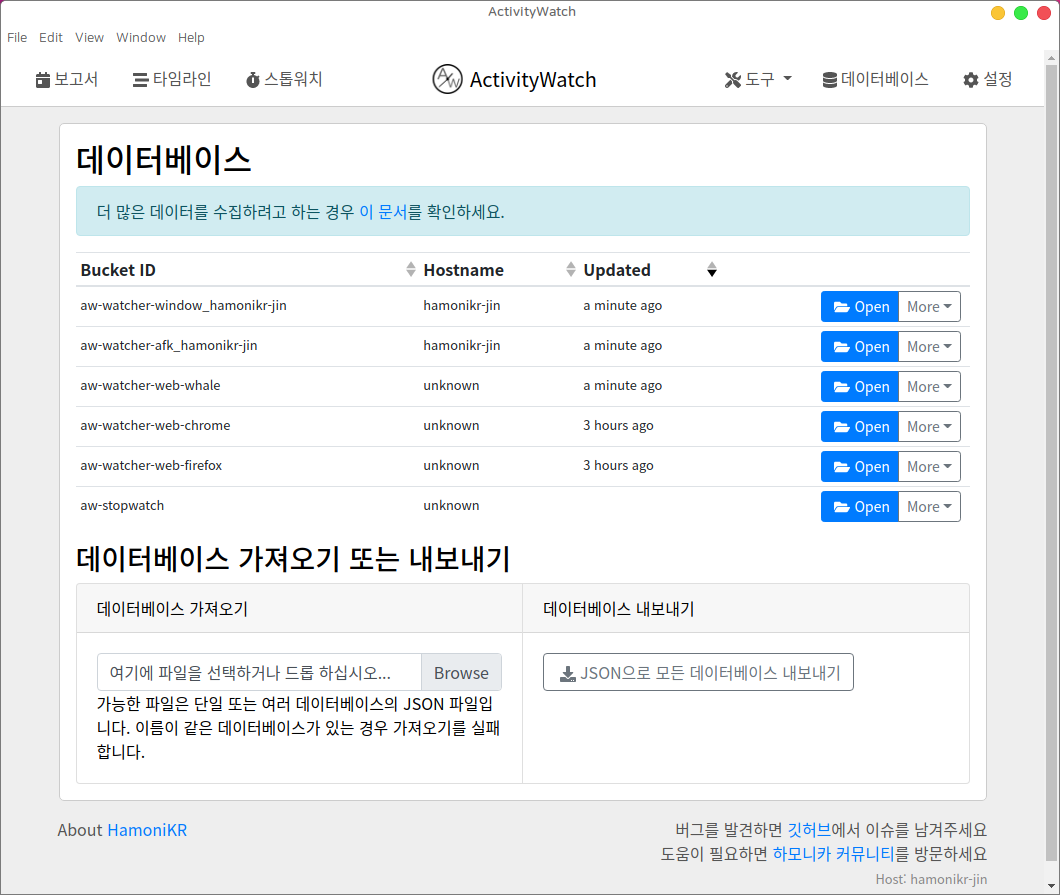 ActivityWatch
File Edit View Window Help
보고서 타임라인 스톱워치 ActivityWatch 도구 데이터베이스 설정
데이터베이스
더 많은 데이터를 수집하려고 하는 경우 이 문서를 확인하세요.
Bucket ID Hostname Updated
aw-watcher-window_hamonikr-jin hamonikr-jin a minute ago Open More
aw-watcher-afk_hamonikr-jin hamonikr-jin a minute ago Open More
aw-watcher-web-whale unknown a minute ago Open More
aw-watcher-web-chrome unknown 3 hours ago Open More
aw-watcher-web-firefox unknown 3 hours ago Open More
aw-stopwatch unknown Open More
데이터베이스 가져오기 또는 내보내기
데이터베이스 가져오기
여기에 파일을 선택하거나 드롭 하십시오... Browse
가능한 파일은 단일 또는 여러 데이터베이스의 JSON 파일입
니다. 이름이 같은 데이터베이스가 있는 경우 가져오기를 실패
합니다.
데이터베이스 내보내기
JSON으로 모든 데이터베이스 내보내기
About HamoniKR
버그를 발견하면 깃허브에서 이슈를 남겨주세요
도움이 필요하면 하모니카 커뮤니티를 방문하세요
Host: hamonikr-jin